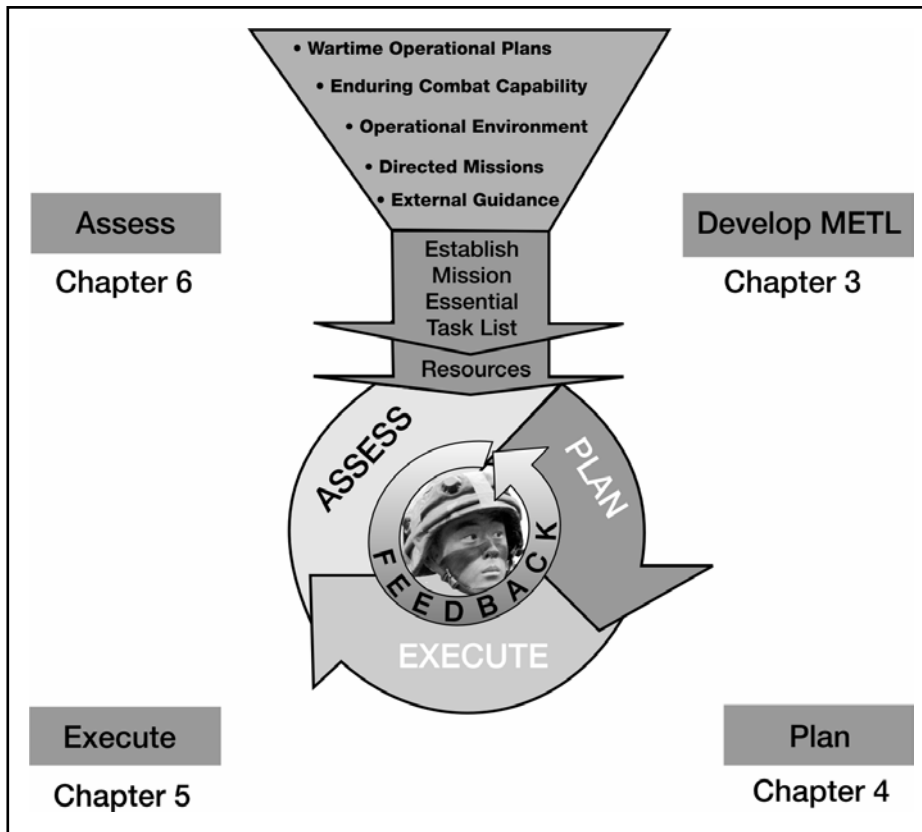 • Wartime Operational Plans
• Enduring Combat Capability
• Operational Environment
• Directed Missions
• External Guidance
Assess
Chapter 6
Develop METL
Chapter 3
Establish
Mission
Essential
Task List
Resources
ASSESS
PLAN
FEEDBACK
EXECUTE
Execute
Chapter 5
Plan
Chapter 4